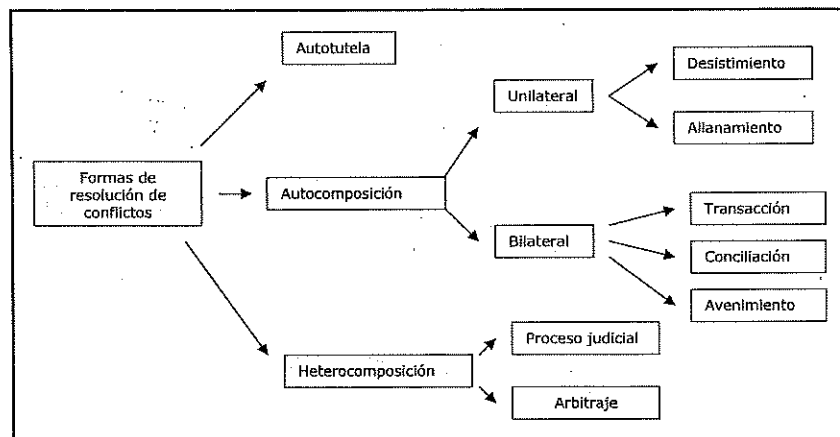 Autotutela
Desistimiento
Unilateral
Allanamiento
Formas de
resolución de
conflictos
Autocomposición
Transacción
Bilateral
Conciliación
Avenimiento
Proceso judicial
Heterocomposición
Arbitraje